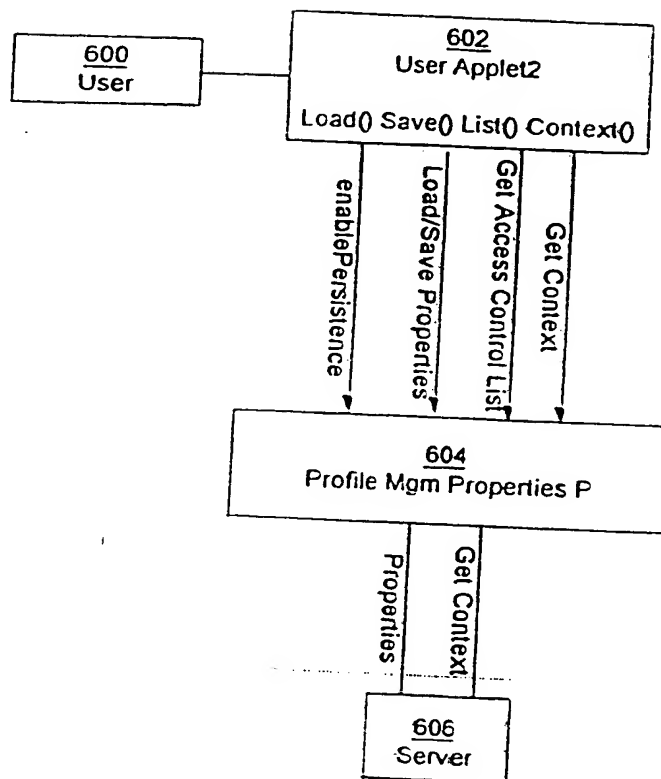 600
User
602
User Applet2
Load() Save() List() Context()
enablePersistence
Load/Save Properties
Get Access Control List
Get Context
604
Profile Mgm Properties P
Properties
Get Context
606
Server